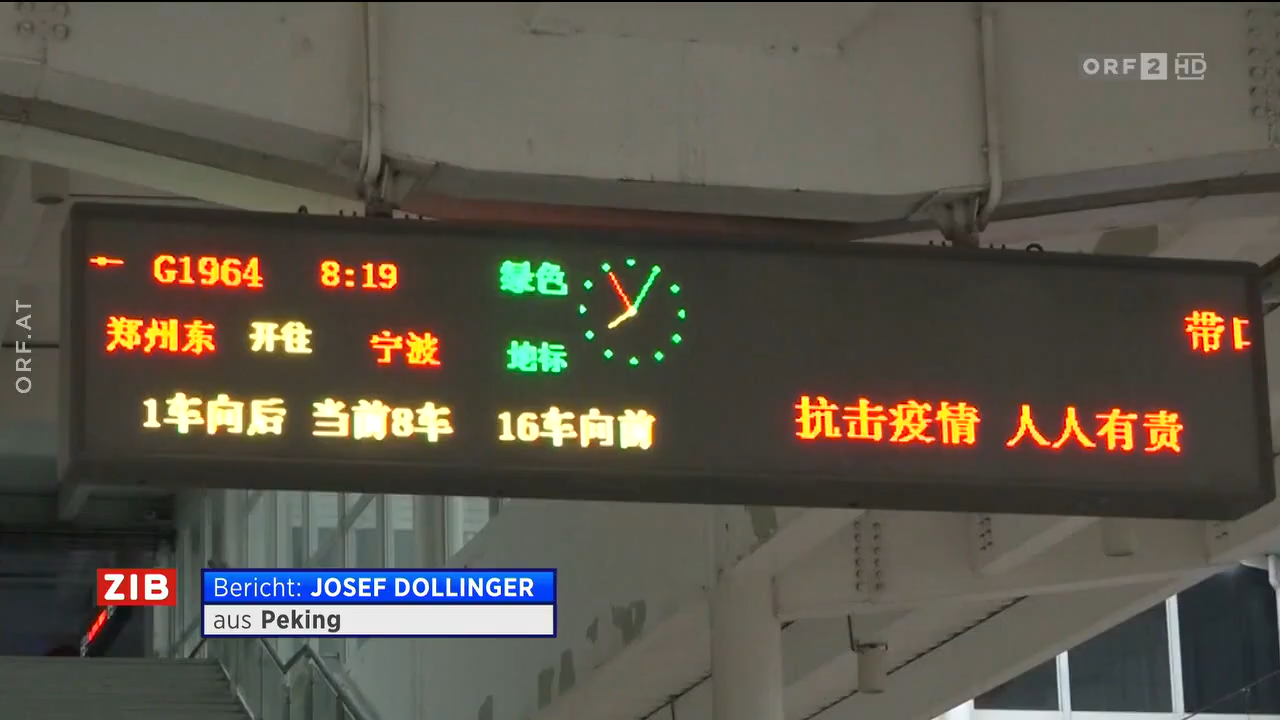 ORF 2 HD
ORF.AT
G1964 8:19 绿色
郑州东 开往 宁波 地标
带口
1车向后 当前8车 16车向前
抗击疫情 人人有责
ZIB Bericht: JOSEF DOLLINGER
aus Peking